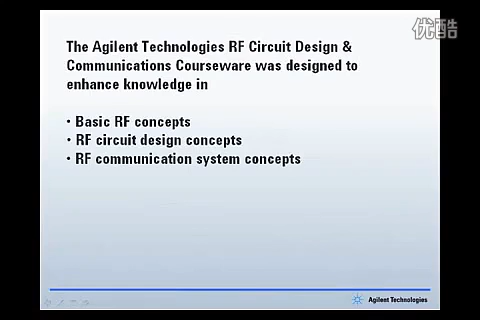 优酷
The Agilent Technologies RF Circuit Design &
Communications Courseware was designed to
enhance knowledge in
• Basic RF concepts
• RF circuit design concepts
• RF communication system concepts
Agilent Technologies